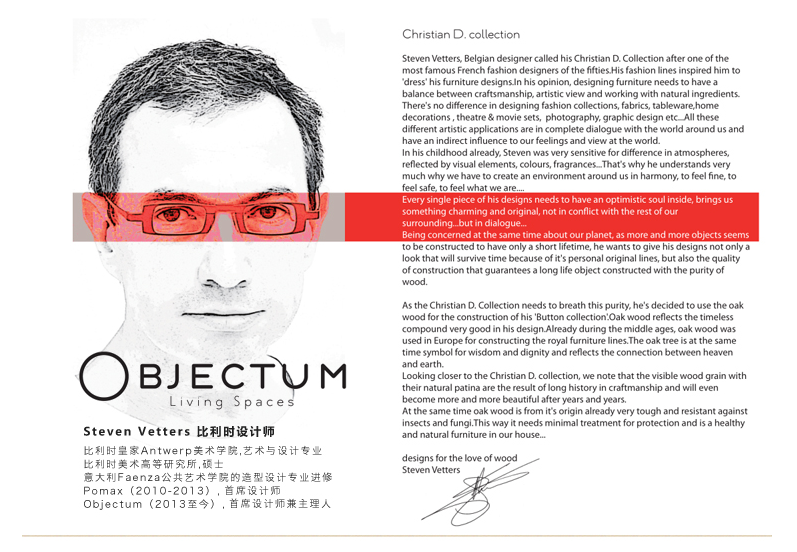 Christian D. collection
Steven Vetters, Belgian designer called his Christian D. Collection after one of the
most famous French fashion designers of the fifties.His fashion lines inspired him to
'dress' his furniture designs.In his opinion, designing furniture needs to have a
balance between craftsmanship, artistic view and working with natural ingredients.
There's no difference in designing fashion collections, fabrics, tableware,home
decorations , theatre & movie sets,  photography, graphic design etc...All these
different artistic applications are in complete dialogue with the world around us and
have an indirect influence to our feelings and view at the world.
In his childhood already, Steven was very sensitive for difference in atmospheres,
reflected by visual elements, colours, fragrances...That's why he understands very
much why we have to create an environment around us in harmony, to feel fine, to
feel safe, to feel what we are....
Every single piece of his designs needs to have an optimistic soul inside, brings us
something charming and original, not in conflict with the rest of our
surrounding...but in dialogue...
Being concerned at the same time about our planet, as more and more objects seems
to be constructed to have only a short lifetime, he wants to give his designs not only a
look that will survive time because of it's personal original lines, but also the quality
of construction that guarantees a long life object constructed with the purity of
wood.
As the Christian D. Collection needs to breath this purity, he's decided to use the oak
wood for the construction of his 'Button collection'.Oak wood reflects the timeless
compound very good in his design.Already during the middle ages, oak wood was
used in Europe for constructing the royal furniture lines.The oak tree is at the same
time symbol for wisdom and dignity and reflects the connection between heaven
and earth.
Looking closer to the Christian D. collection, we note that the visible wood grain with
their natural patina are the result of long history in craftmanship and will even
become more and more beautiful after years and years.
At the same time oak wood is from it's origin already very tough and resistant against
insects and fungi.This way it needs minimal treatment for protection and is a healthy
and natural furniture in our house...
designs for the love of wood
Steven Vetters
OBJECTUM
Living Spaces
Steven Vetters 比利时设计师
比利时皇家Antwerp美术学院,艺术与设计专业
比利时美术高等研究所,硕士
意大利Faenza公共艺术学院的造型设计专业进修
Pomax（2010-2013）, 首席设计师
Objectum（2013至今）, 首席设计师兼主理人